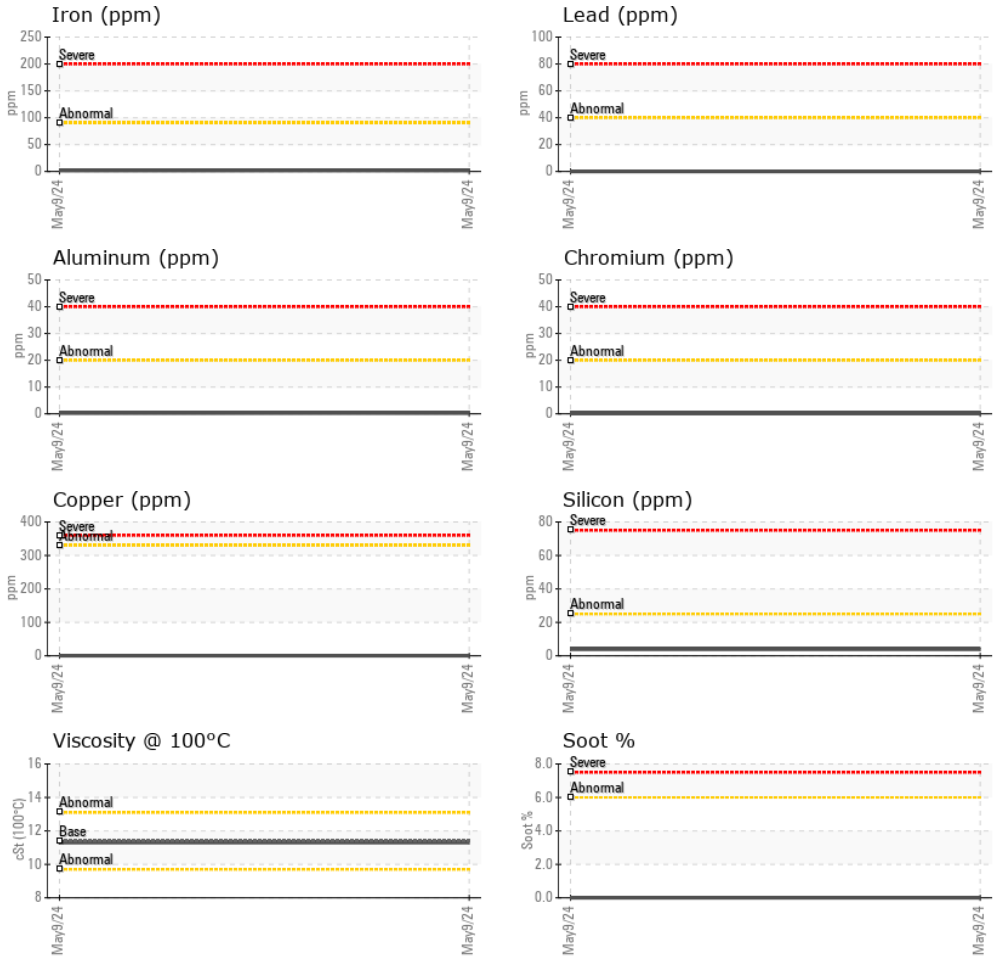 Iron (ppm)
250
200
150
100
50
0
ppm
Severe
Abnormal
May9/24
May9/24
Lead (ppm)
100
80
60
40
20
0
ppm
Severe
Abnormal
May9/24
May9/24
Aluminum (ppm)
50
40
30
20
10
0
ppm
Severe
Abnormal
May9/24
May9/24
Chromium (ppm)
50
40
30
20
10
0
ppm
Severe
Abnormal
May9/24
May9/24
Copper (ppm)
400
300
200
100
0
ppm
Severe
Abnormal
May9/24
May9/24
Silicon (ppm)
80
60
40
20
0
ppm
Severe
Abnormal
May9/24
May9/24
Viscosity @ 100°C
16
14
12
10
8
cSt (100°C)
Abnormal
Base
Abnormal
May9/24
May9/24
Soot %
8.0
6.0
4.0
2.0
0.0
Soot %
Severe
Abnormal
May9/24
May9/24